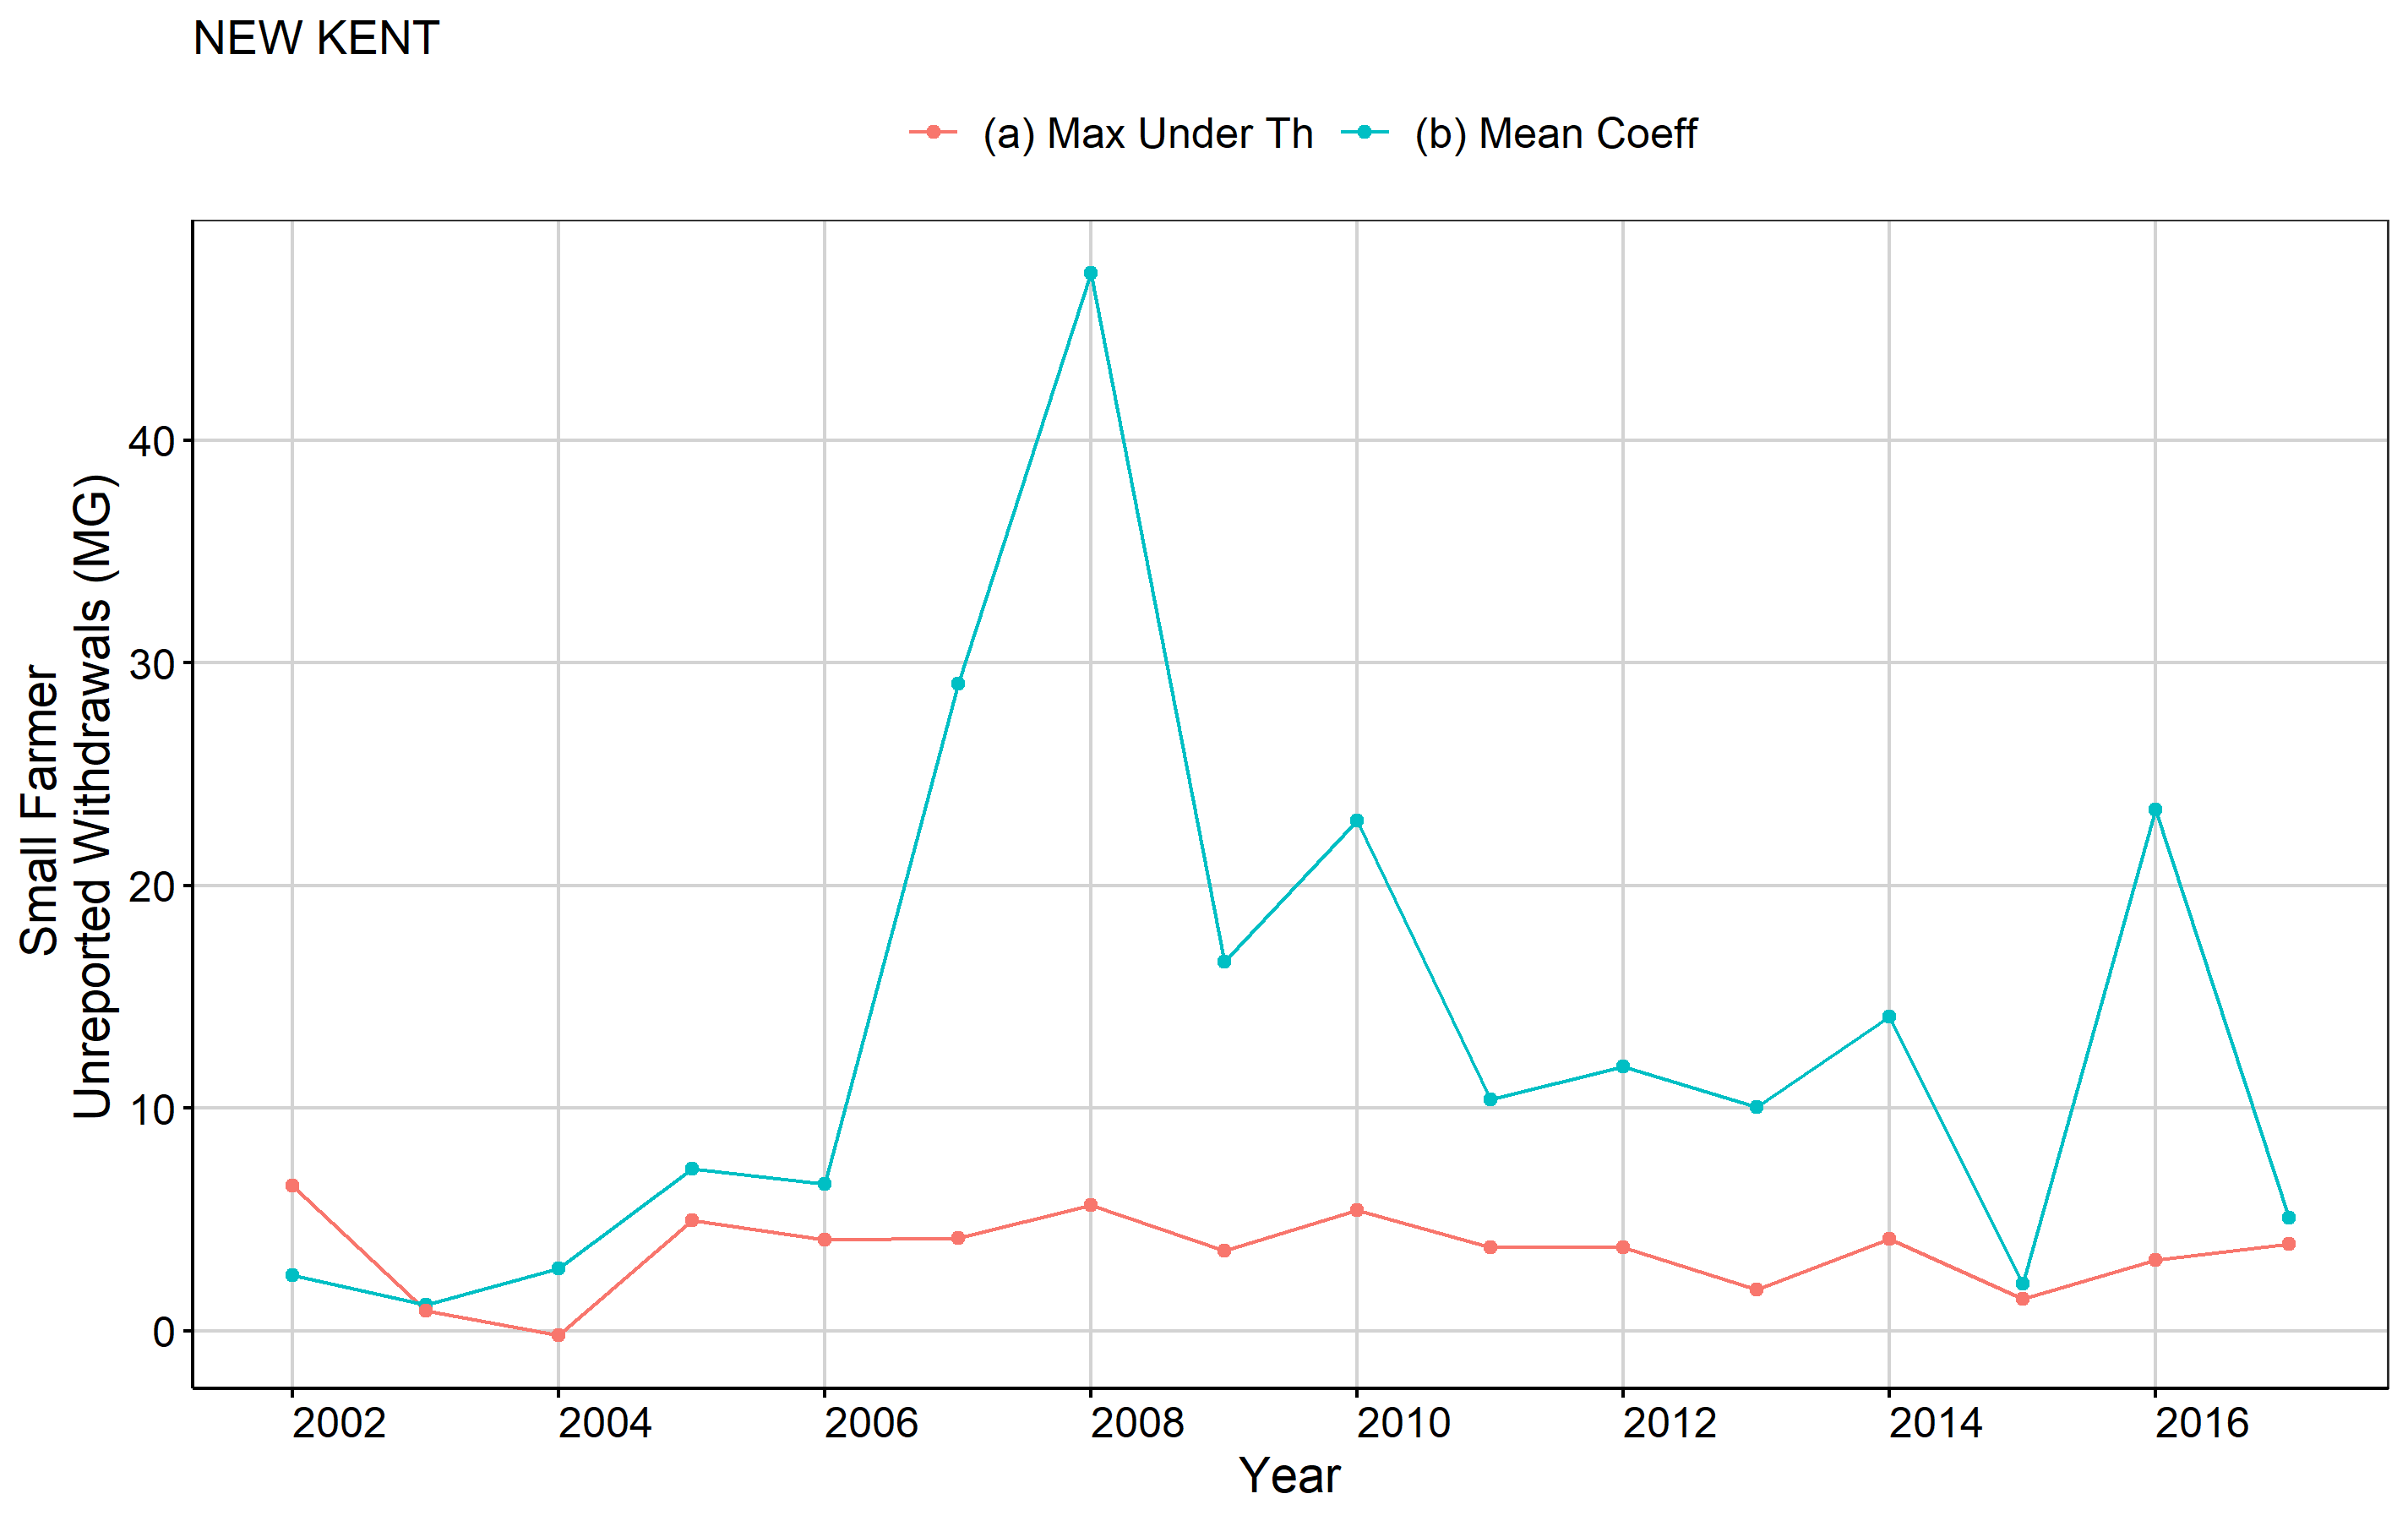 NEW KENT
(a) Max Under Th (b) Mean Coeff
Small Farmer
Unreported Withdrawals (MG)
40
30
20
10
0
2002 2004 2006 2008 2010 2012 2014 2016
Year